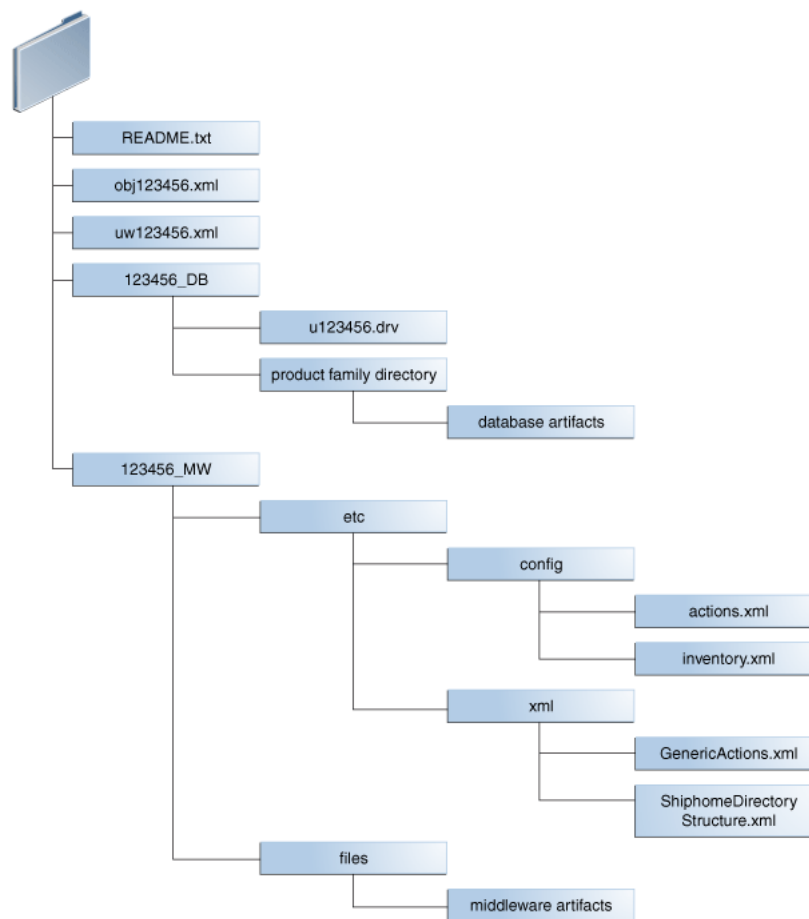 README.txt
obj123456.xml
uw123456.xml
123456_DB
u123456.drv
product family directory
database artifacts
123456_MW
etc
config
actions.xml
inventory.xml
xml
GenericActions.xml
ShiphomeDirectory
Structure.xml
files
middleware artifacts